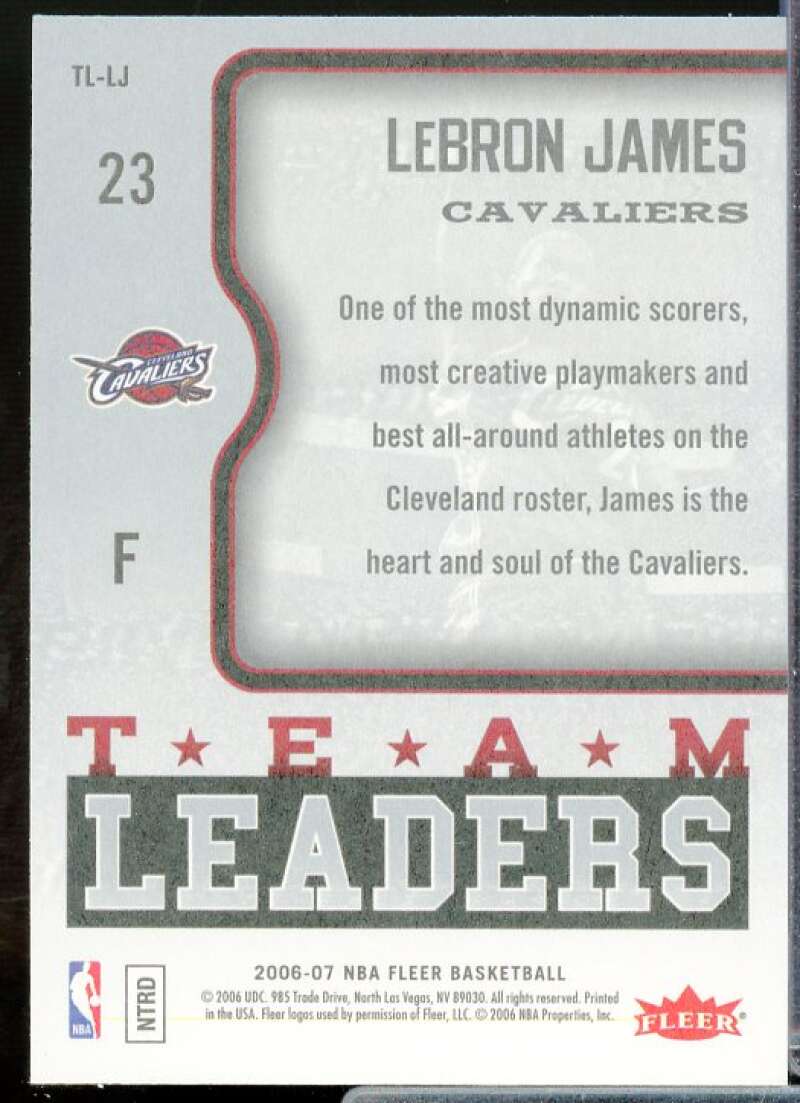 TL-LJ
23
LeBRON JAMES
CAVALIERS
One of the most dynamic scorers,
most creative playmakers and
best all-around athletes on the
Cleveland roster, James is the
heart and soul of the Cavaliers.
CLEVELAND
CAVALIERS
F
TEAM
LEADERS
2006-07 NBA FLEER BASKETBALL
© 2006 UDC. 985 Trade Drive, North Las Vegas, NV 89030. All rights reserved. Printed
in the USA. Fleer logos used by permission of Fleer, LLC. © 2006 NBA Properties, Inc.
NBA
NTRD
FLEER®